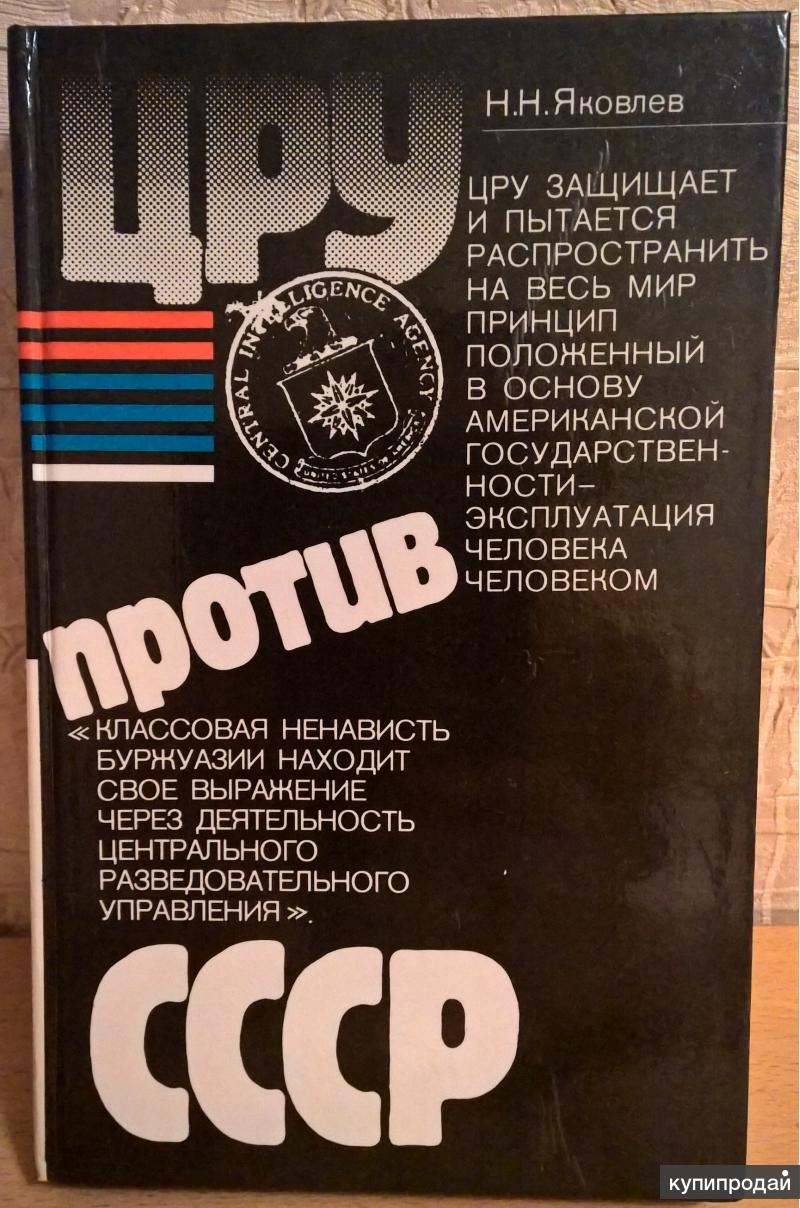 ЦРУ
Н.Н.Яковлев
ЦРУ ЗАЩИЩАЕТ
И ПЫТАЕТСЯ
РАСПРОСТРАНИТЬ
НА ВЕСЬ МИР
ПРИНЦИП
ПОЛОЖЕННЫЙ
В ОСНОВУ
АМЕРИКАНСКОЙ
ГОСУДАРСТВЕН-
НОСТИ–
ЭКСПЛУАТАЦИЯ
ЧЕЛОВЕКА
ЧЕЛОВЕКОМ
CENTRAL INTELLIGENCE AGENCY
против
«КЛАССОВАЯ НЕНАВИСТЬ
БУРЖУАЗИИ НАХОДИТ
СВОЕ ВЫРАЖЕНИЕ
ЧЕРЕЗ ДЕЯТЕЛЬНОСТЬ
ЦЕНТРАЛЬНОГО
РАЗВЕДОВАТЕЛЬНОГО
УПРАВЛЕНИЯ».
СССР
купипродай